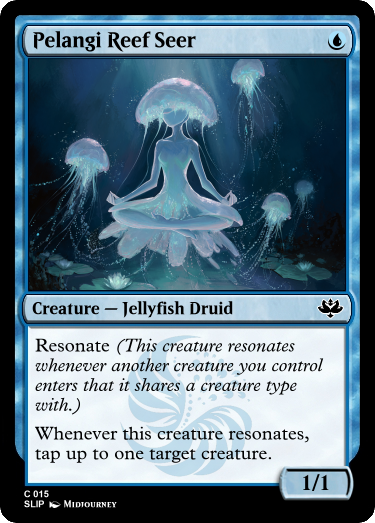 Pelangi Reef Seer
Creature — Jellyfish Druid
Resonate (This creature resonates
whenever another creature you control
enters that it shares a creature type
with.)
Whenever this creature resonates,
tap up to one target creature.
1/1
C 015
SLIP Midjourney